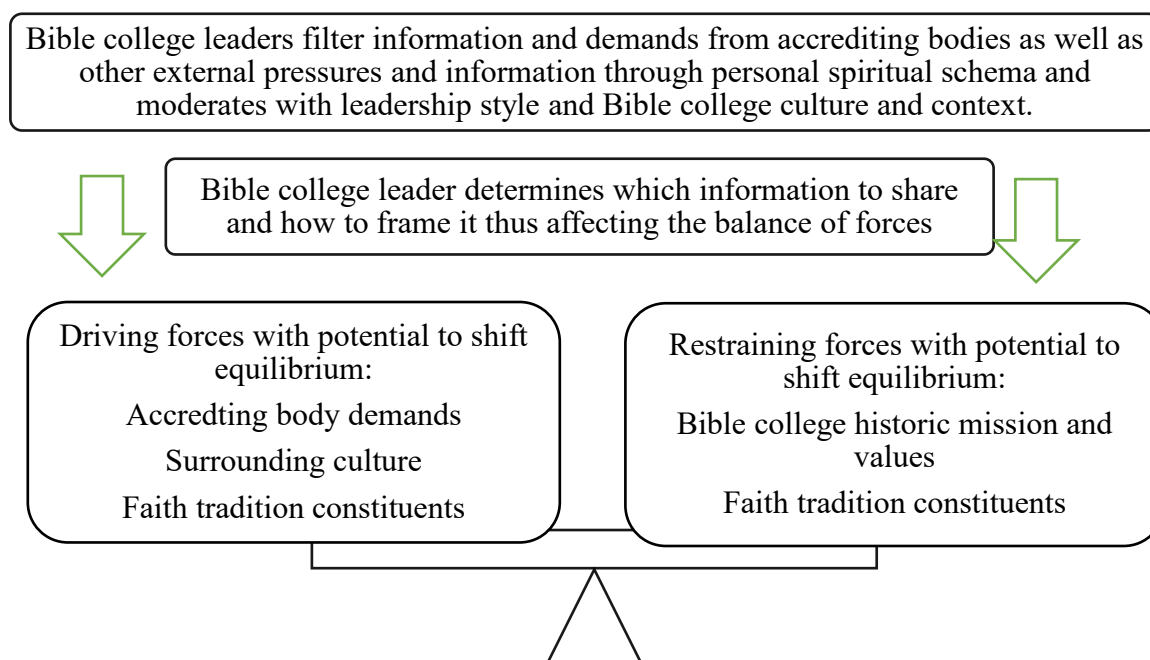 Bible college leaders filter information and demands from accrediting bodies as well as
other external pressures and information through personal spiritual schema and
moderates with leadership style and Bible college culture and context.
Bible college leader determines which information to share
and how to frame it thus affecting the balance of forces
Driving forces with potential to shift
equilibrium:
Accredting body demands
Surrounding culture
Faith tradition constituents
Restraining forces with potential to
shift equilibrium:
Bible college historic mission and
values
Faith tradition constituents